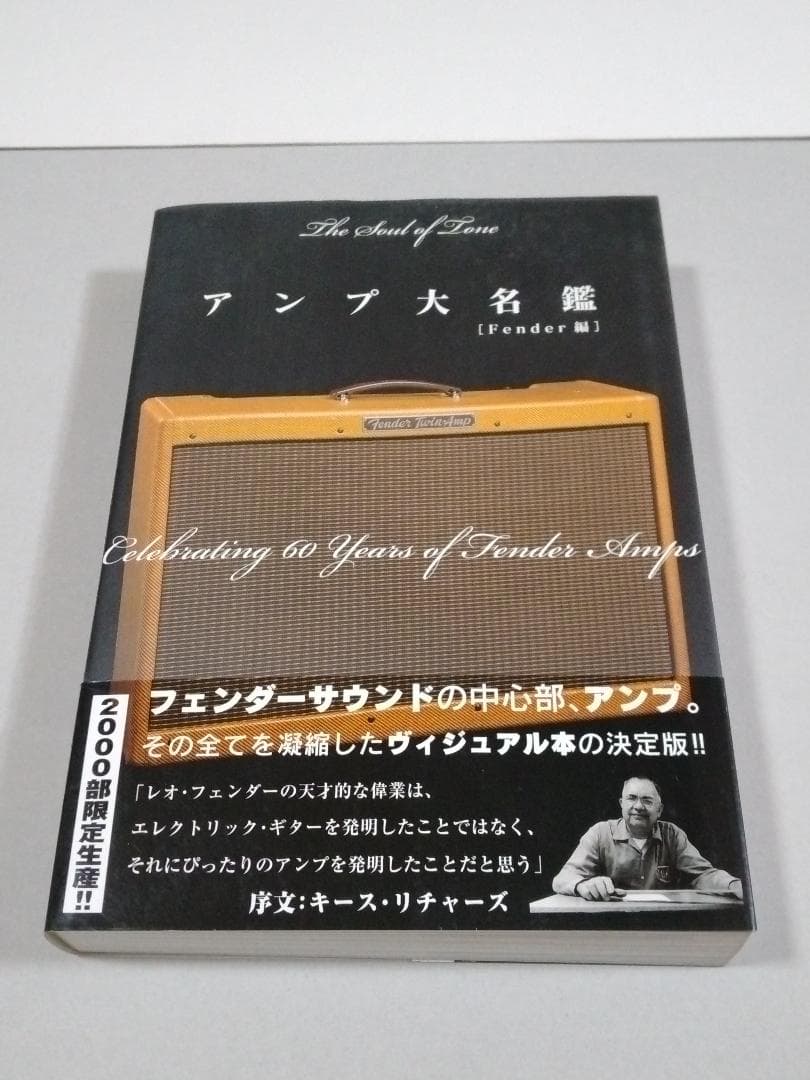 The Soul of Tone
アンプ大名鑑
[Fender 編]
Fender Twin-Amp
Celebrating 60 Years of Fender Amps
フェンダーサウンドの中心部、アンプ。
その全てを凝縮したヴィジュアル本の決定版!!
2000部限定生産!!
「レオ・フェンダーの天才的な偉業は、
エレクトリック・ギターを発明したことではなく、
それにぴったりのアンプを発明したことだと思う」
序文:キース・リチャーズ